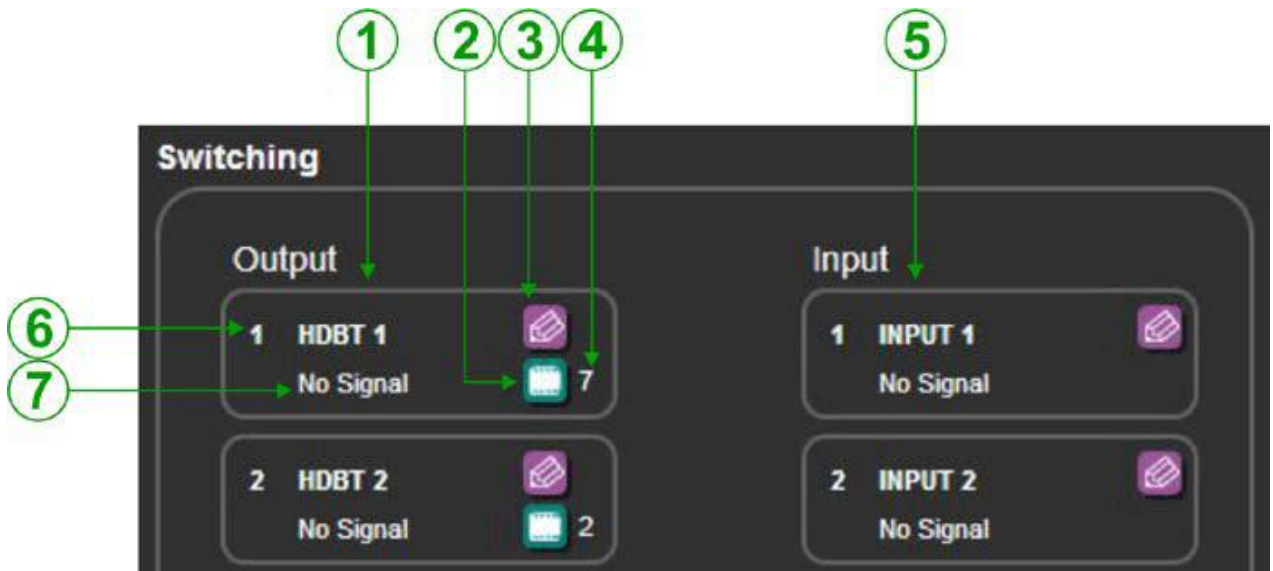 1 2 3 4 5
Switching
Output Input
6 1 HDBT 1 1 INPUT 1
7 No Signal 7 No Signal
2 HDBT 2 2 INPUT 2
No Signal 2 No Signal